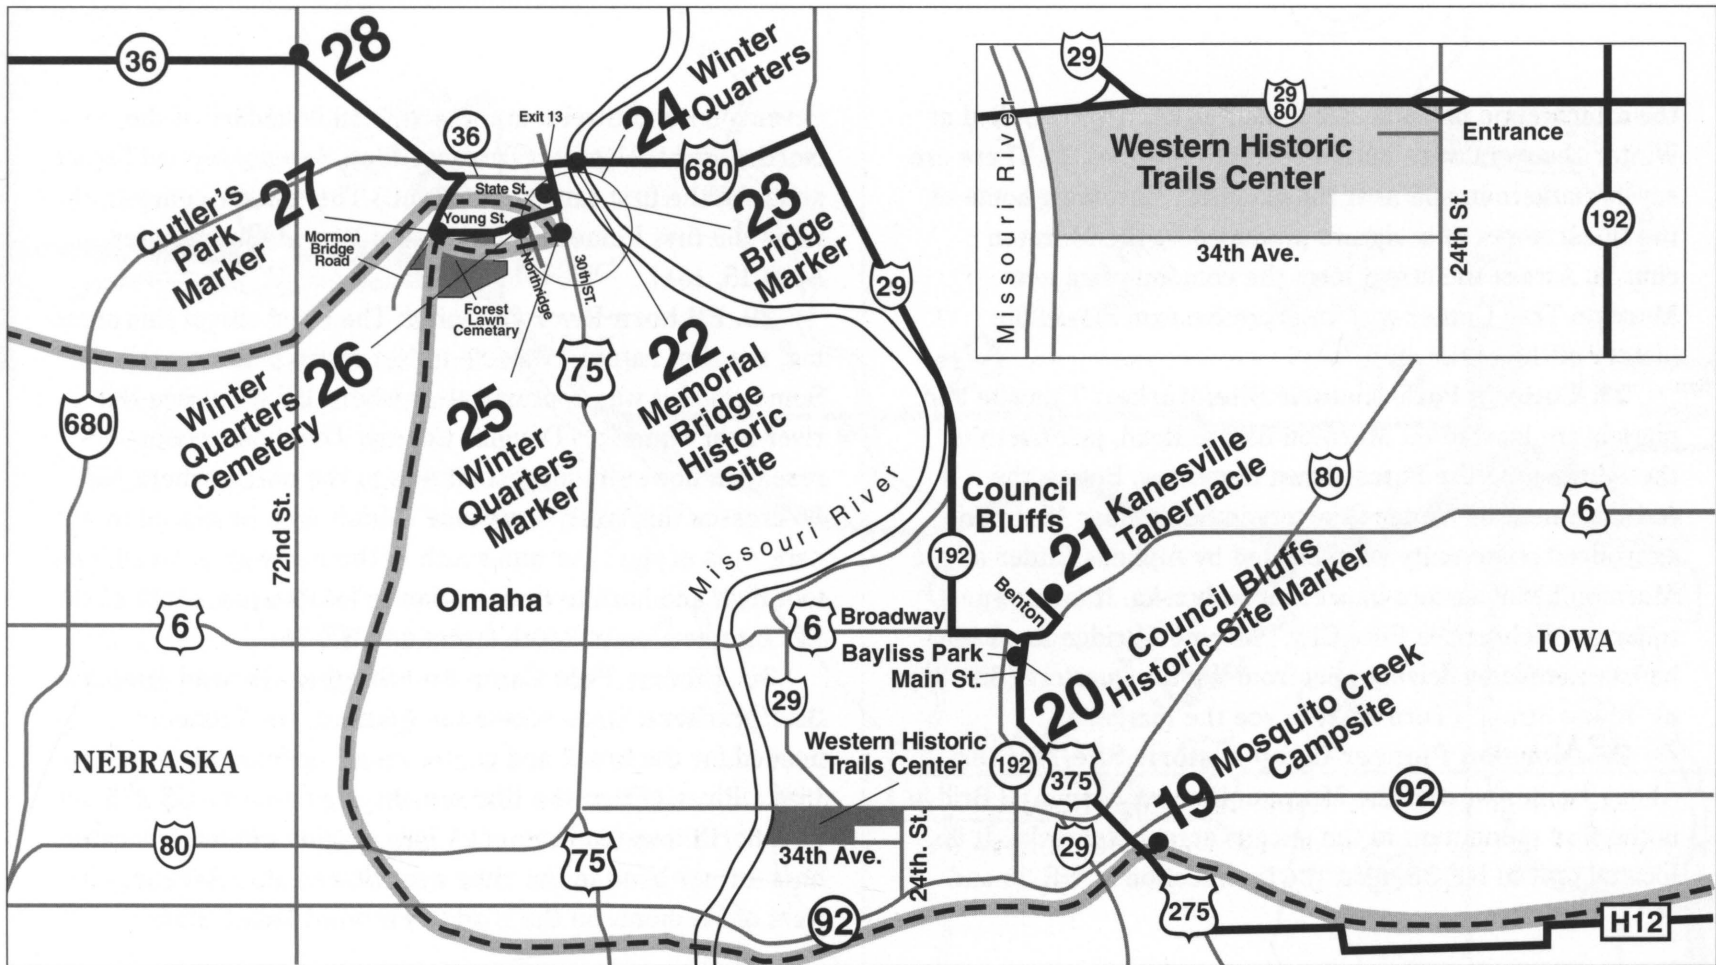 36
28
24 Winter
Quarters
Exit 13
36
680
State St.
Young St.
Cutler's
Park
Marker
27
Mormon
Bridge
Road
Forest
Lawn
Cemetary
Northridge
30th ST.
23
Bridge
Marker
29
680
Winter
Quarters
Cemetery
26
25
Winter
Quarters
Marker
75
22
Memorial
Bridge
Historic
Site
72nd St.
Omaha
Missouri River
6
NEBRASKA
80
75
Council
Bluffs
192
21 Kanesville
Tabernacle
80
6
Benton
Broadway
6
Bayliss Park
Main St.
29
20 Council Bluffs
Historic Site Market
IOWA
Western Historic
Trails Center
192
375
19 Mosquito Creek
Campsite
92
34th Ave.
24th. St.
29
92
275
H12
29
29
80
Missouri River
Western Historic
Trails Center
Entrance
34th Ave.
24th St.
192